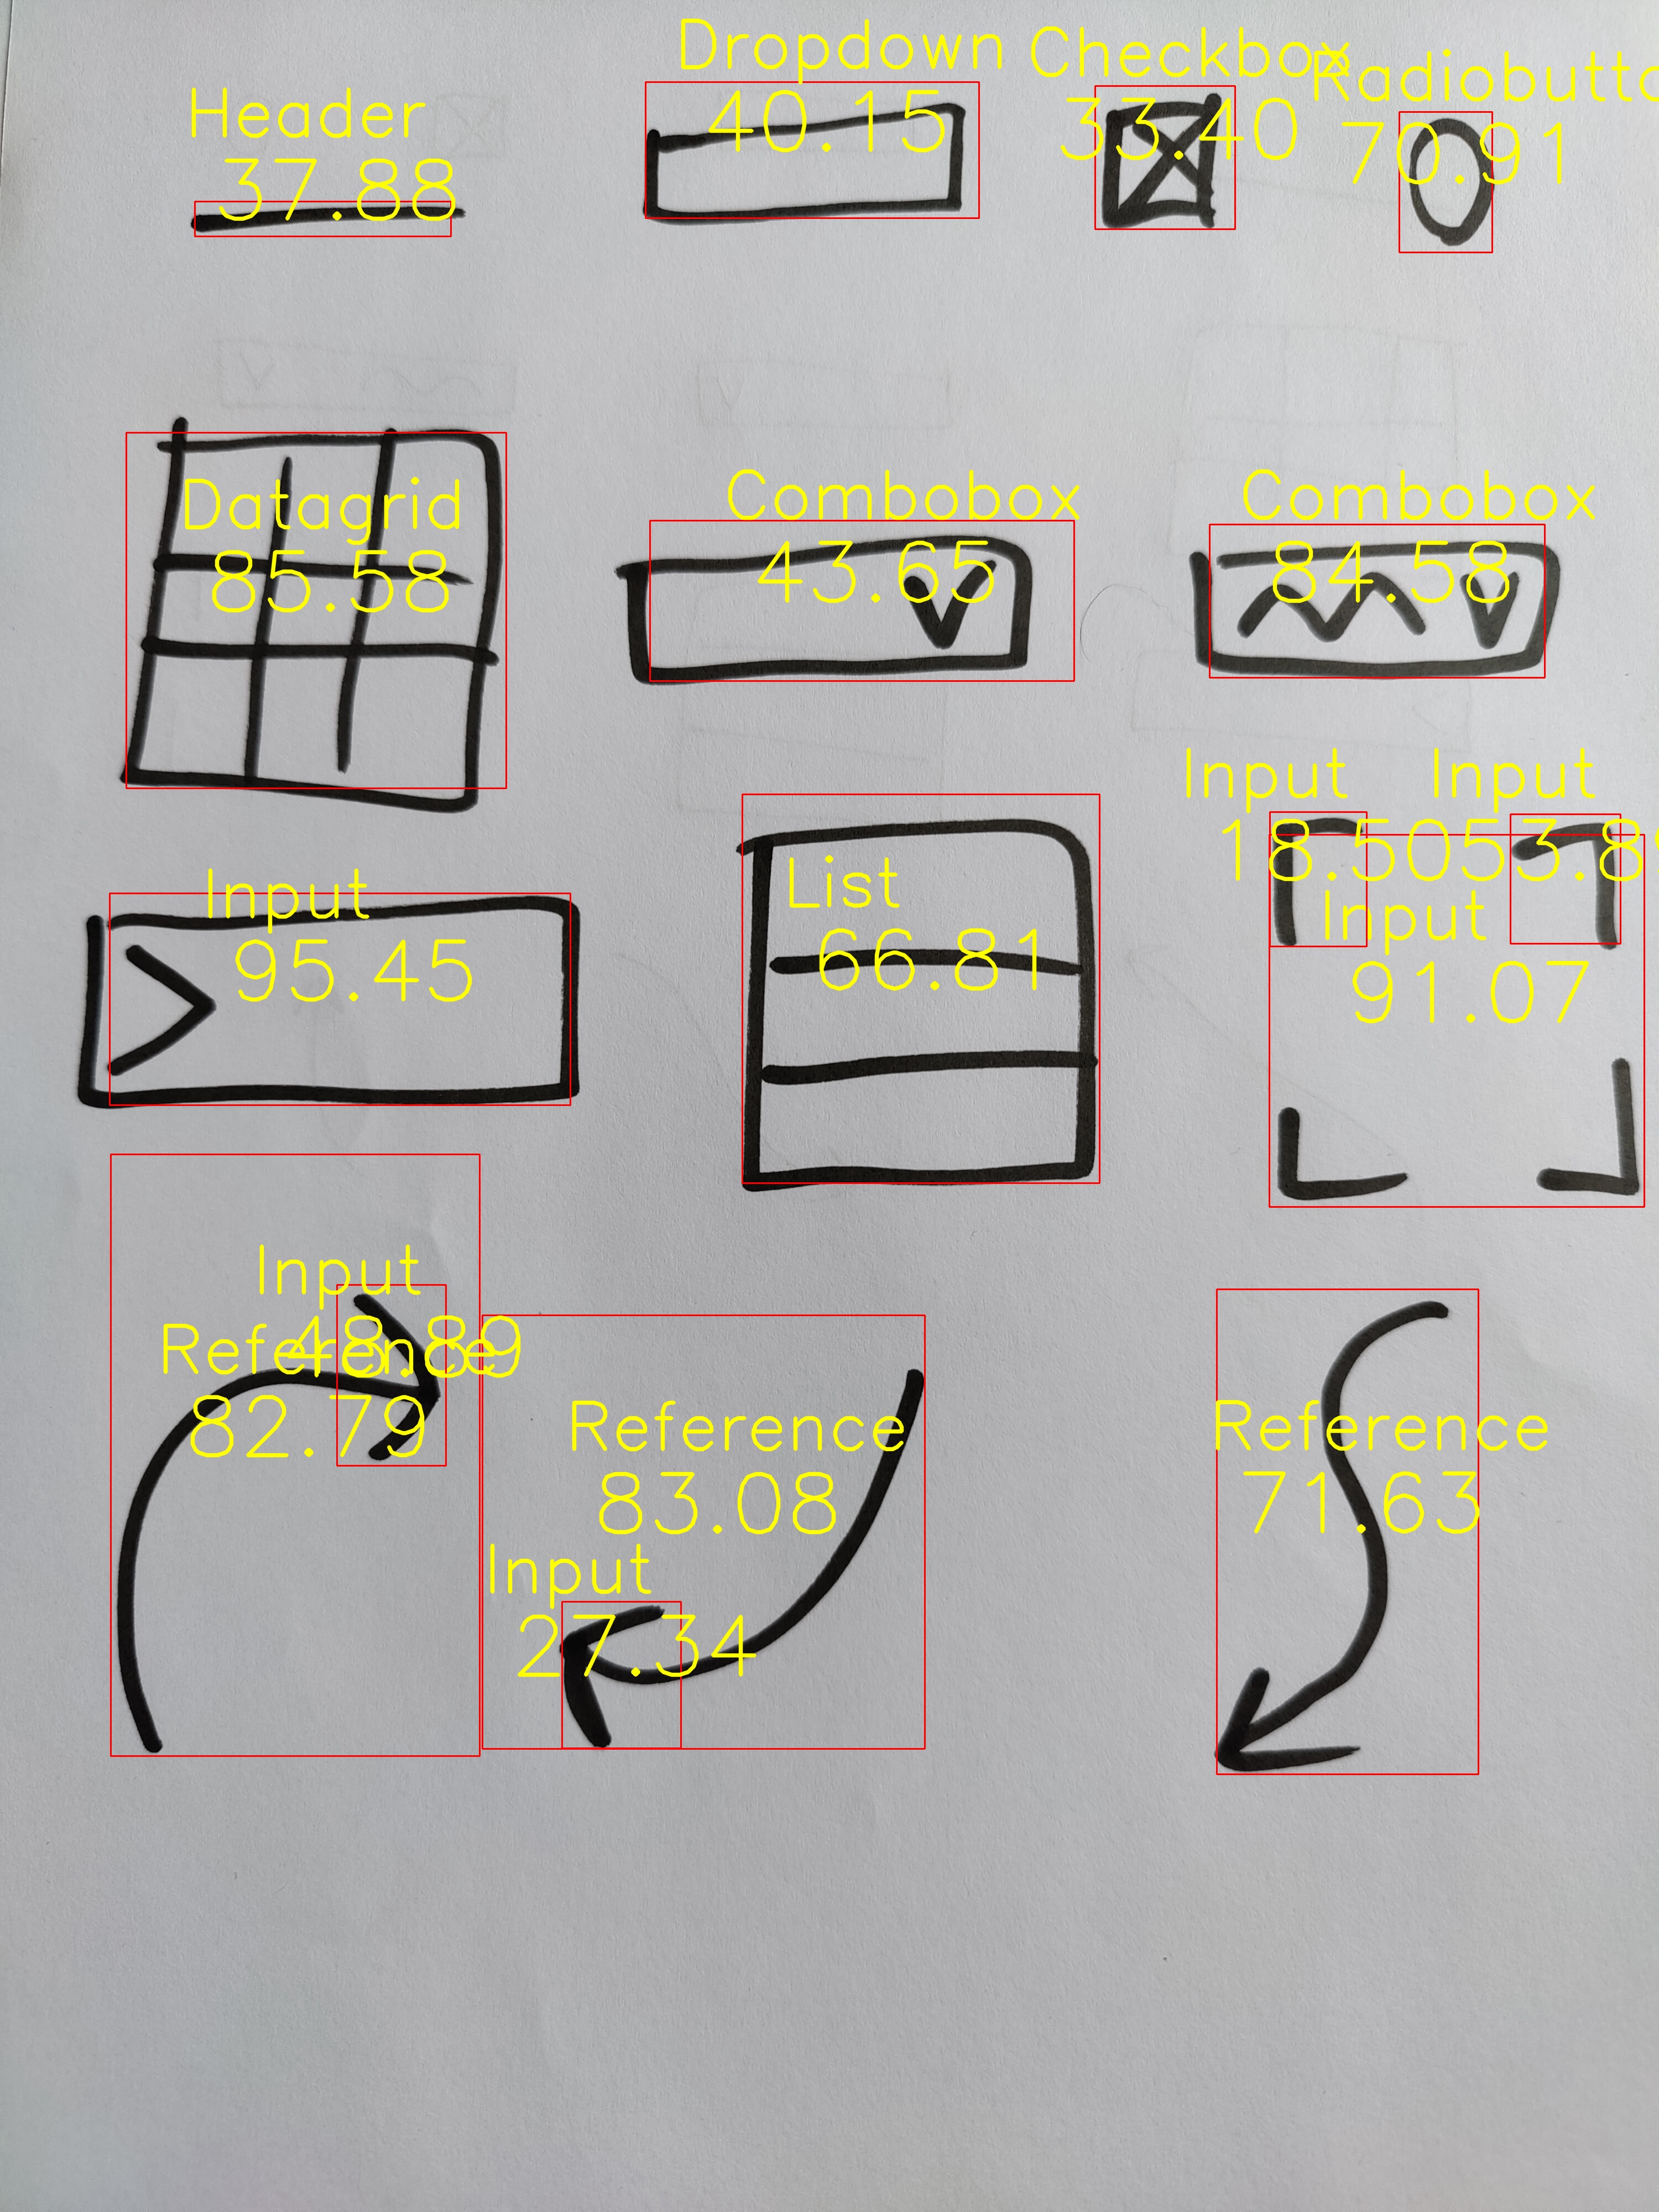 Dropdown
40.15
Checkbox
33.40
Radiobutto
70.91
Header
37.88
Datagrid
85.58
Combobox
43.65
Combobox
84.58
Input
18.50
Input
53.8
Input
95.45
List
66.81
Input
91.07
Input
48.89
Reference
82.79
Reference
83.08
Reference
71.63
Input
27.34